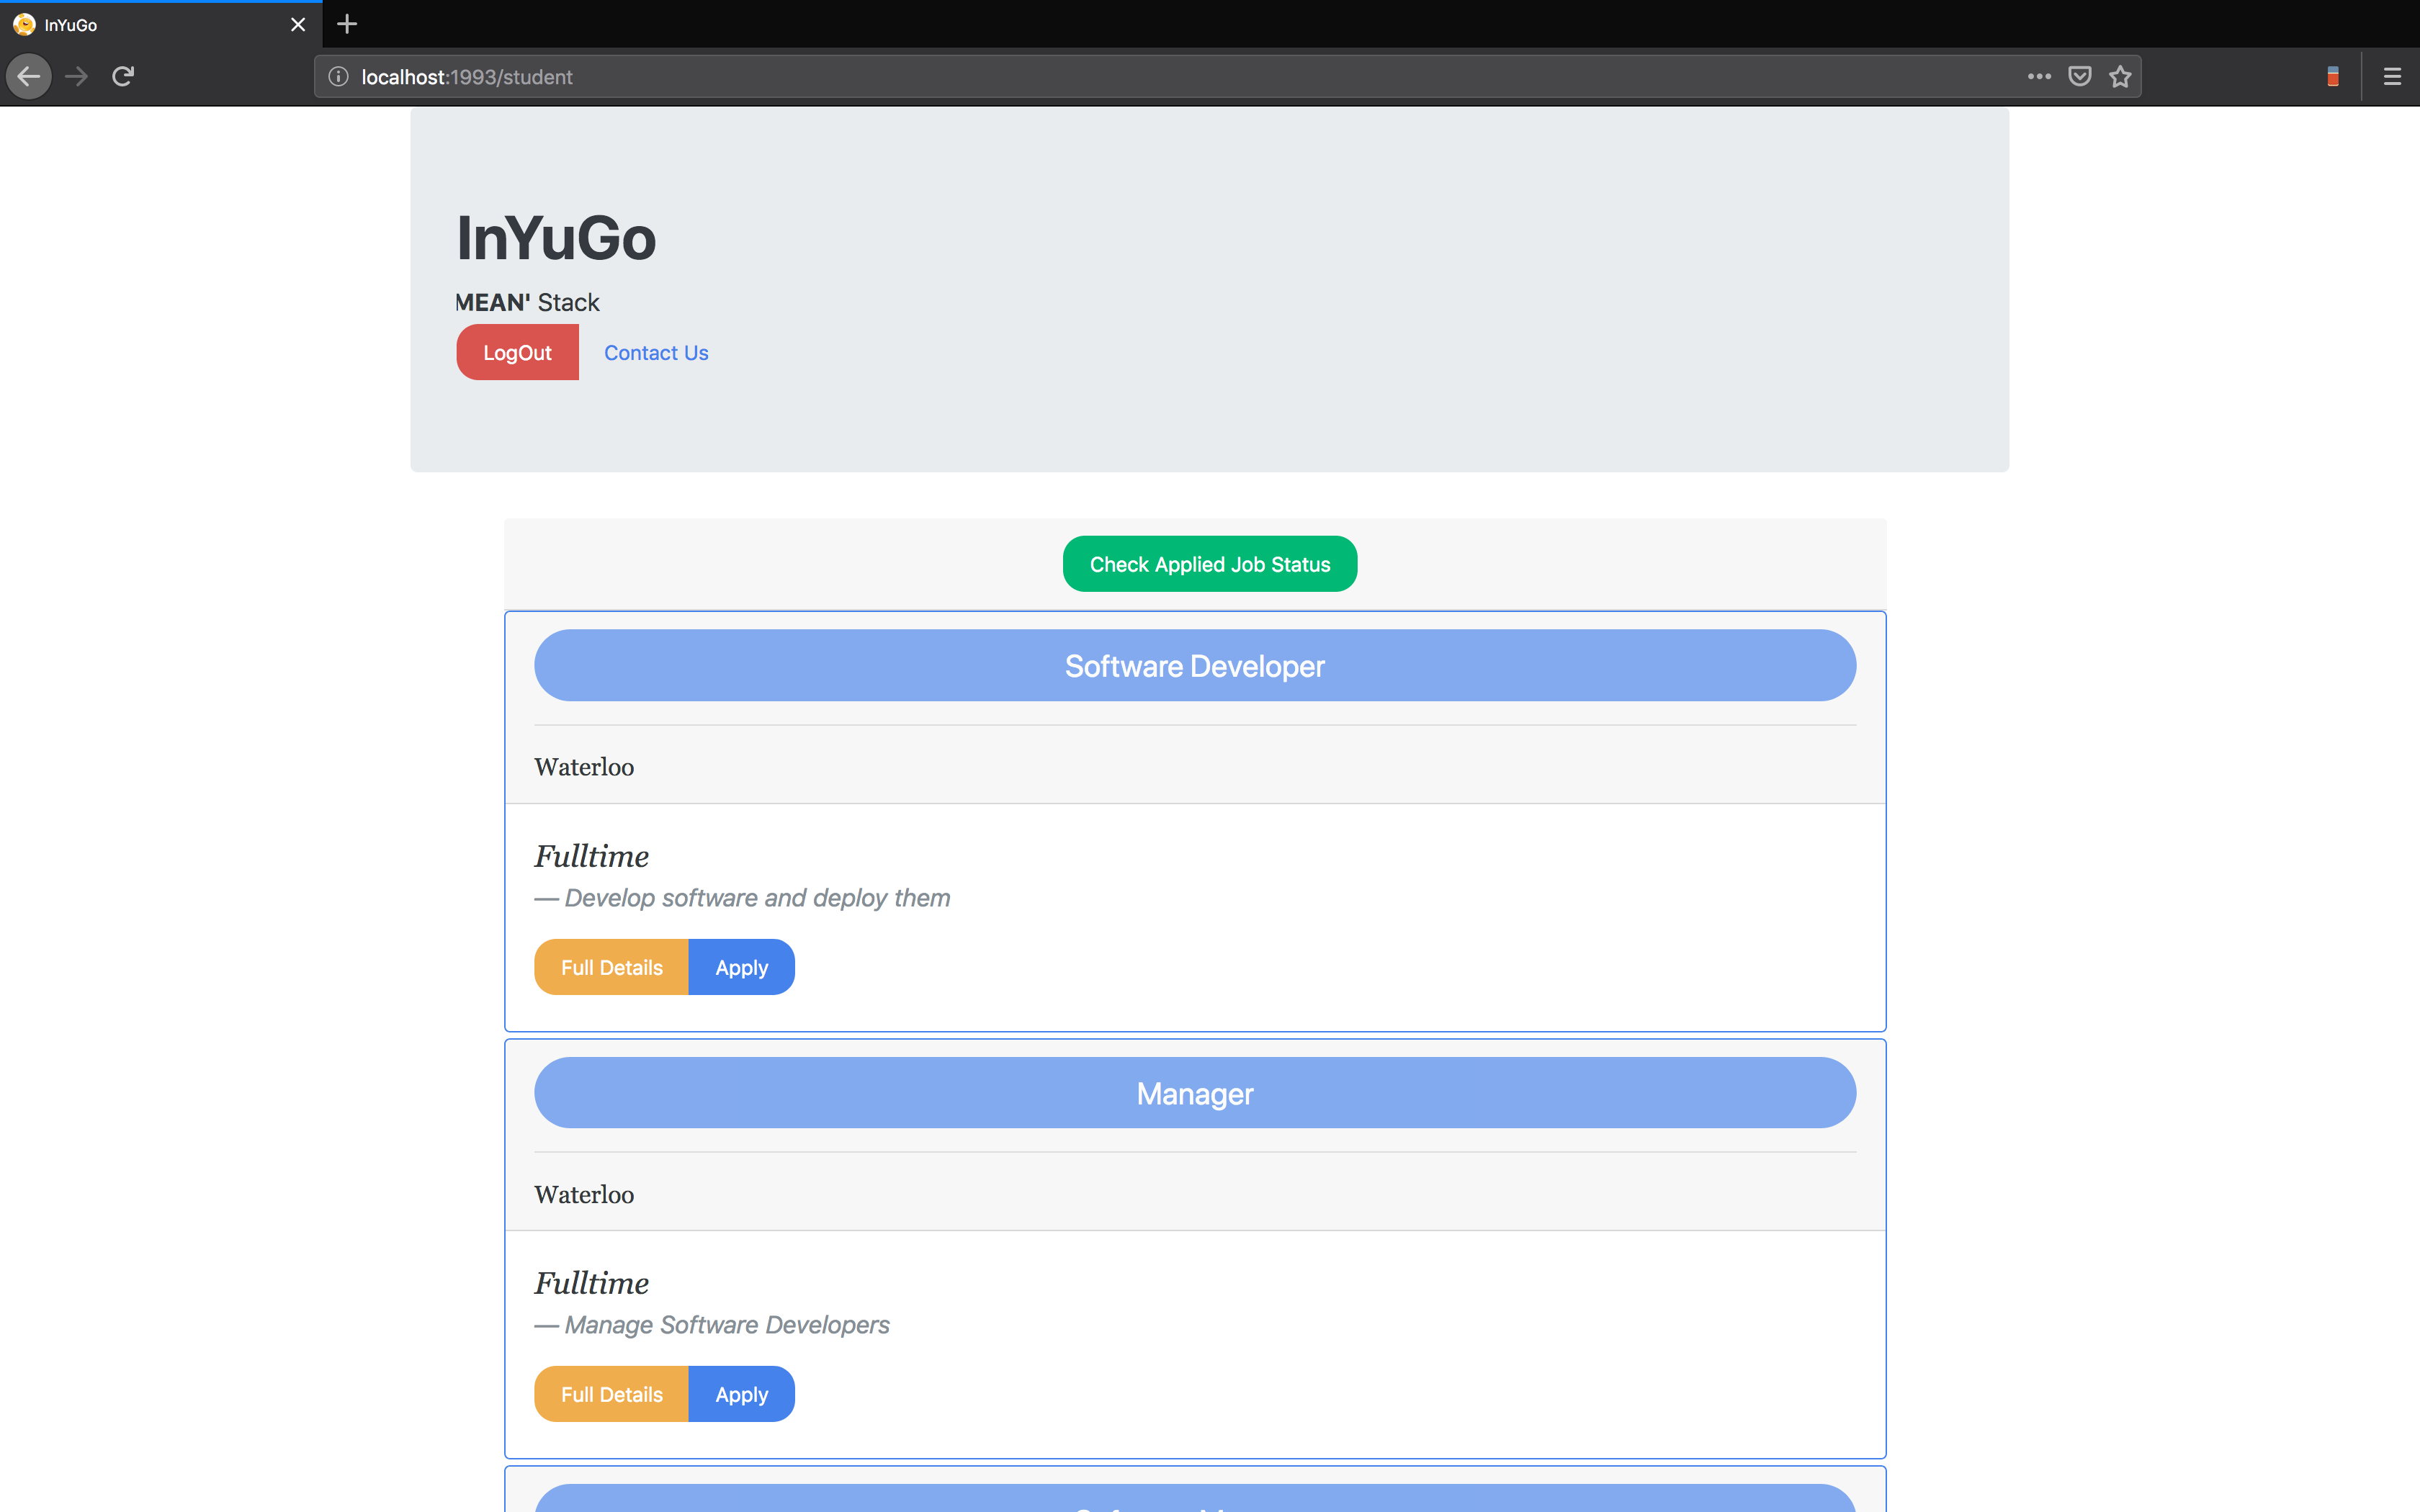 InYuGo
localhost:1993/student
InYuGo
MEAN' Stack
LogOut Contact Us
Check Applied Job Status
Software Developer
Waterloo
Fulltime
— Develop software and deploy them
Full Details Apply
Manager
Waterloo
Fulltime
— Manage Software Developers
Full Details Apply